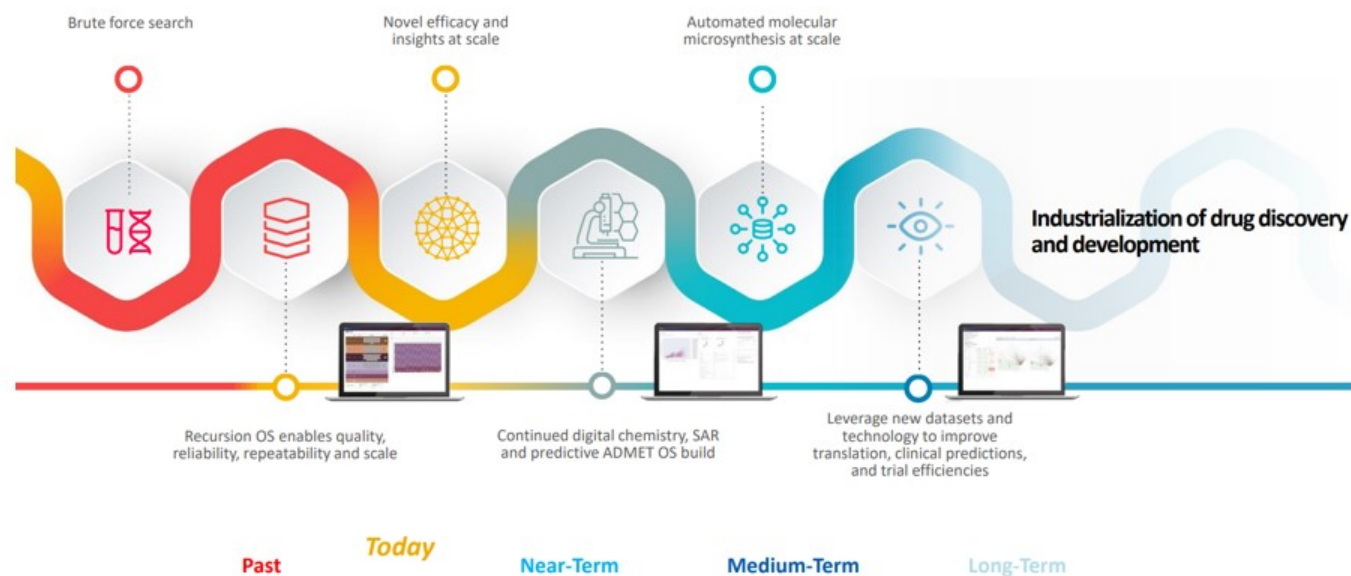 Brute force search
Novel efficacy and
insights at scale
Automated molecular
microsynthesis at scale
Industrialization of drug discovery
and development
Recursion OS enables quality,
reliability, repeatability and scale
Continued digital chemistry, SAR
and predictive ADMET OS build
Leverage new datasets and
technology to improve
translation, clinical predictions,
and trial efficiencies
Past
Today
Near-Term
Medium-Term
Long-Term